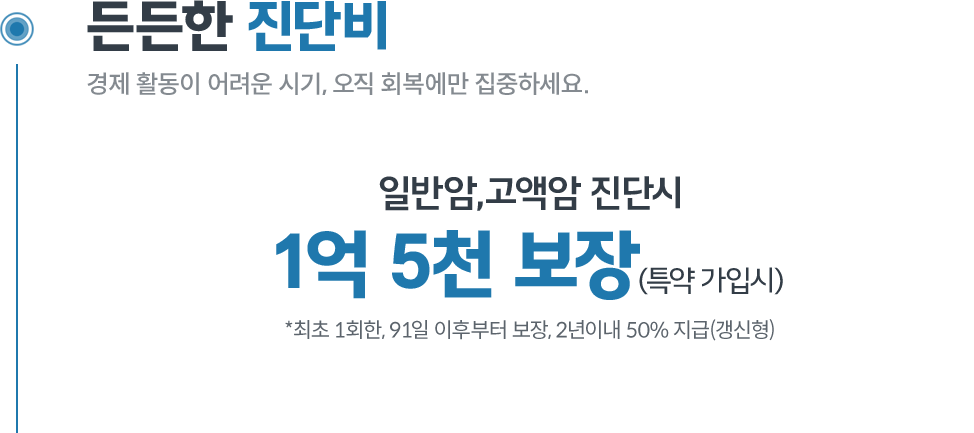 든든한 진단비
경제 활동이 어려운 시기, 오직 회복에만 집중하세요.
일반암,고액암 진단시
1억 5천 보장(특약 가입시)
*최초 1회한, 91일 이후부터 보장, 2년이내 50% 지급(갱신형)